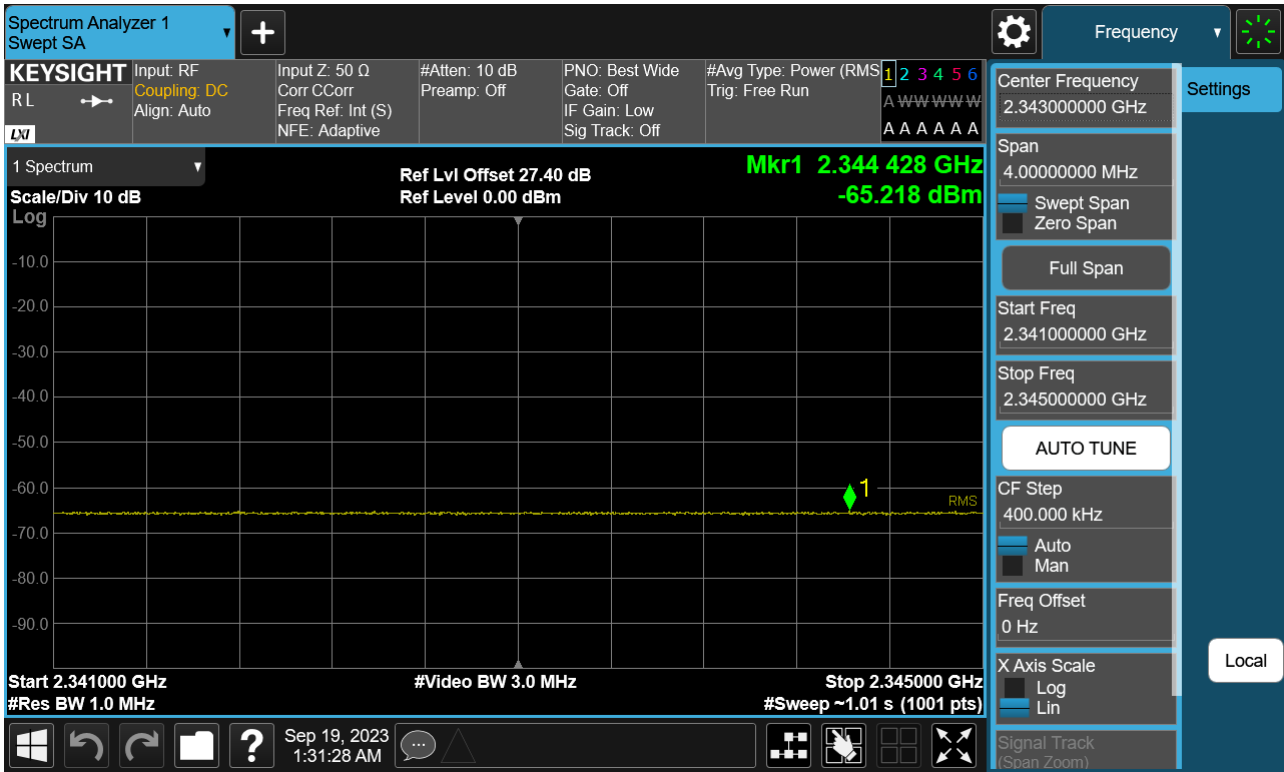 Spectrum Analyzer 1
Swept SA
+
Frequency
KEYSIGHT
RL
LXI
Input: RF
Coupling: DC
Align: Auto
Input Z: 50 Ω
Corr CCorr
Freq Ref: Int (S)
NFE: Adaptive
#Atten: 10 dB
Preamp: Off
PNO: Best Wide
Gate: Off
IF Gain: Low
Sig Track: Off
#Avg Type: Power (RMS
Trig: Free Run
1 2 3 4 5 6
A W W W W W
A A A A A A
1 Spectrum
Scale/Div 10 dB
Log
Ref Lvl Offset 27.40 dB
Ref Level 0.00 dBm
Mkr1 2.344 428 GHz
-65.218 dBm
-10.0
-20.0
-30.0
-40.0
-50.0
-60.0
-70.0
-80.0
-90.0
1
RMS
Start 2.341000 GHz
#Res BW 1.0 MHz
#Video BW 3.0 MHz
Stop 2.345000 GHz
#Sweep ~1.01 s (1001 pts)
Center Frequency
2.343000000 GHz
Span
4.00000000 MHz
Swept Span
Zero Span
Full Span
Start Freq
2.341000000 GHz
Stop Freq
2.345000000 GHz
AUTO TUNE
CF Step
400.000 kHz
Auto
Man
Freq Offset
0 Hz
X Axis Scale
Log
Lin
Signal Track
(Span Zoom)
Settings
Local
?
Sep 19, 2023
1:31:28 AM